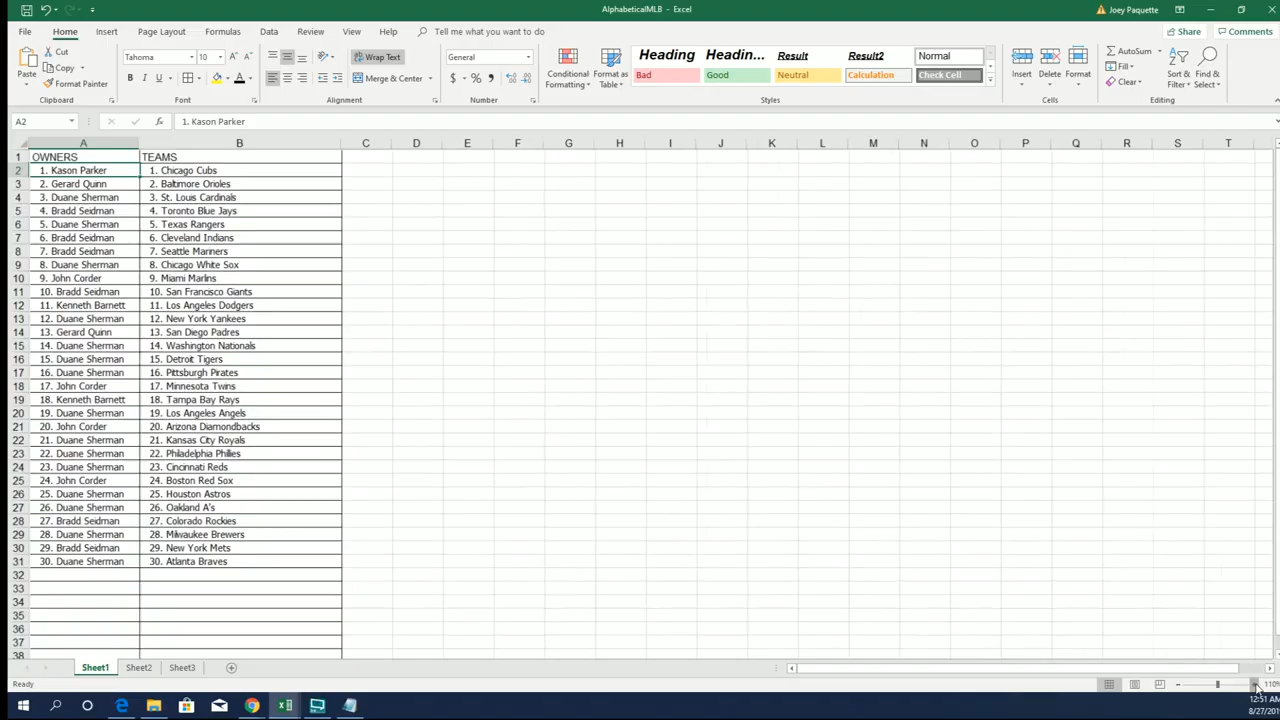 AlphabeticalMLB - Excel
Joey Paquette
File Home Insert Page Layout Formulas Data Review View Help Tell me what you want to do
Share Comments
Paste
Cut
Copy
Format Painter
Clipboard
Tahoma 10
B I U
Font
Wrap Text
Merge & Center
Alignment
General
$ % ,
Number
Conditional Formatting
Format as Table
Heading Headin... Result Result2 Normal
Bad Good Neutral Calculation Check Cell
Styles
Insert Delete Format
Cells
AutoSum
Fill
Clear
Sort & Filter
Find & Select
Editing
A2 fx 1. Kason Parker
A B C D E F G H I J K L M N O P Q R S T
1 OWNERS TEAMS
2 1. Kason Parker 1. Chicago Cubs
3 2. Gerard Quinn 2. Baltimore Orioles
4 3. Duane Sherman 3. St. Louis Cardinals
5 4. Bradd Seidman 4. Toronto Blue Jays
6 5. Duane Sherman 5. Texas Rangers
7 6. Bradd Seidman 6. Cleveland Indians
8 7. Bradd Seidman 7. Seattle Mariners
9 8. Duane Sherman 8. Chicago White Sox
10 9. John Corder 9. Miami Marlins
11 10. Bradd Seidman 10. San Francisco Giants
12 11. Kenneth Barnett 11. Los Angeles Dodgers
13 12. Duane Sherman 12. New York Yankees
14 13. Gerard Quinn 13. San Diego Padres
15 14. Duane Sherman 14. Washington Nationals
16 15. Duane Sherman 15. Detroit Tigers
17 16. Duane Sherman 16. Pittsburgh Pirates
18 17. John Corder 17. Minnesota Twins
19 18. Kenneth Barnett 18. Tampa Bay Rays
20 19. Duane Sherman 19. Los Angeles Angels
21 20. John Corder 20. Arizona Diamondbacks
22 21. Duane Sherman 21. Kansas City Royals
23 22. Duane Sherman 22. Philadelphia Phillies
24 23. Duane Sherman 23. Cincinnati Reds
25 24. John Corder 24. Boston Red Sox
26 25. Duane Sherman 25. Houston Astros
27 26. Duane Sherman 26. Oakland A's
28 27. Bradd Seidman 27. Colorado Rockies
29 28. Duane Sherman 28. Milwaukee Brewers
30 29. Bradd Seidman 29. New York Mets
31 30. Duane Sherman 30. Atlanta Braves
32
33
34
35
36
37
38
Sheet1 Sheet2 Sheet3
Ready
110%
12:51 AM
8/27/20